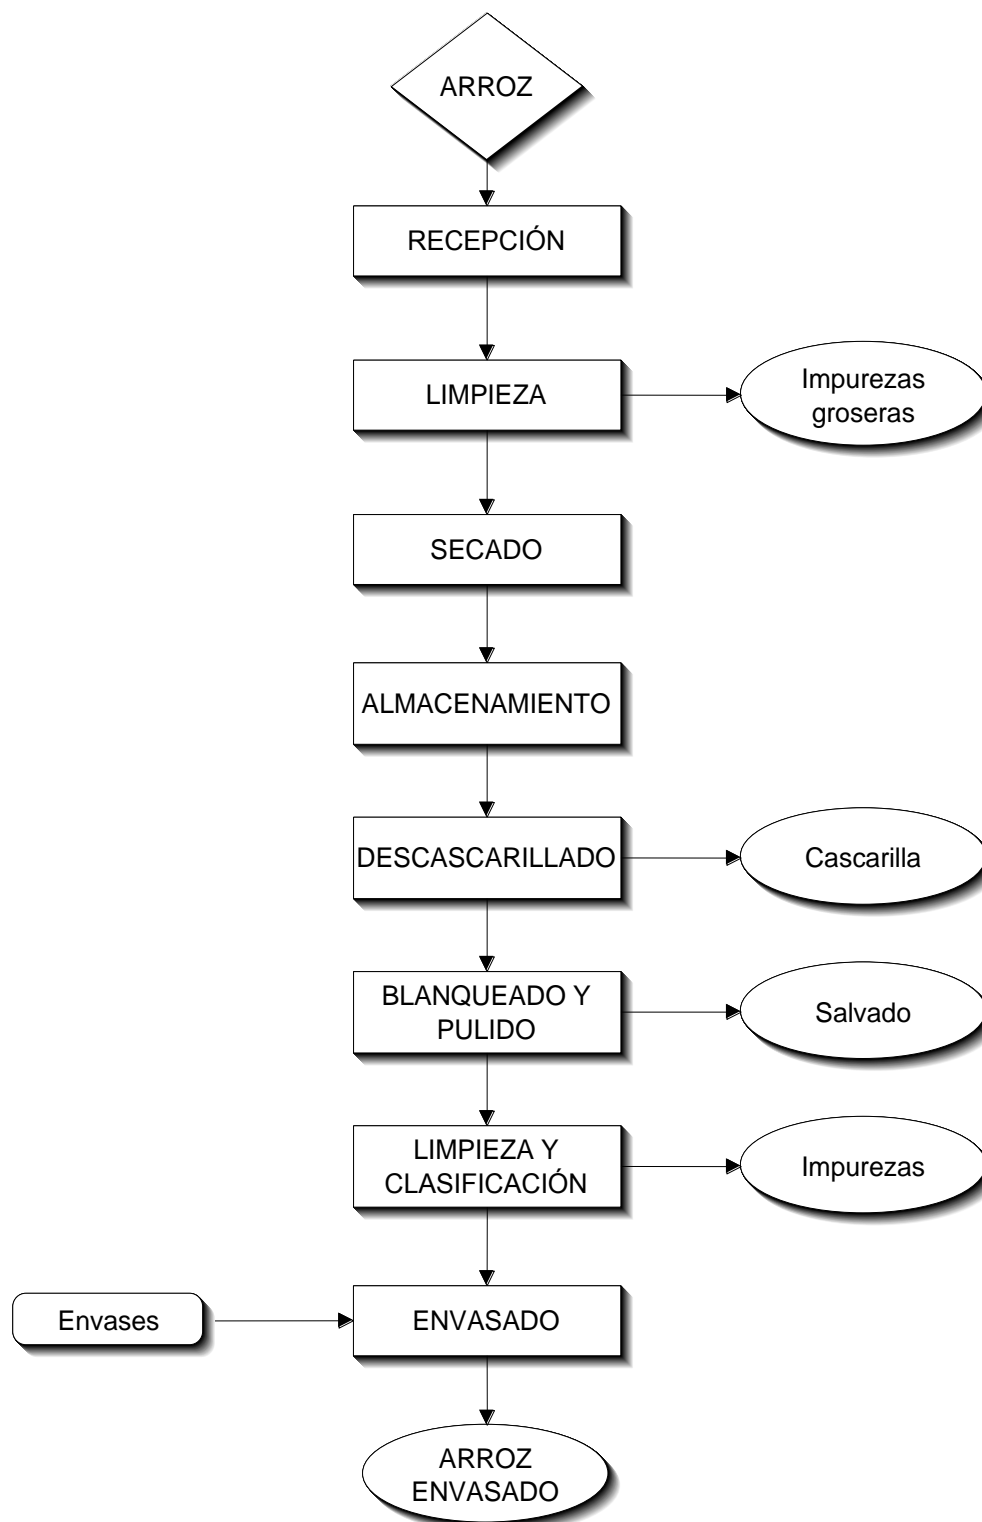 ARROZ
RECEPCIÓN
LIMPIEZA
Impurezas
groseras
SECADO
ALMACENAMIENTO
DESCASCARILLADO
Cascarilla
BLANQUEADO Y
PULIDO
Salvado
LIMPIEZA Y
CLASIFICACIÓN
Impurezas
Envases
ENVASADO
ARROZ
ENVASADO